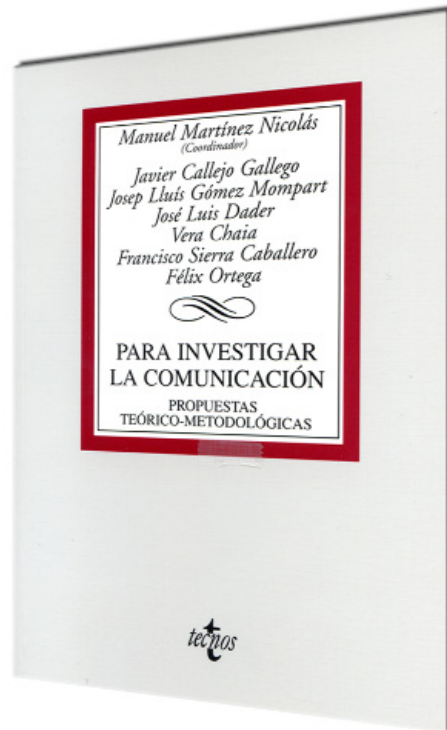 Manuel Martínez Nicolás
(Coordinador)
Javier Callejo Gallego
Josep Lluís Gómez Mompart
José Luis Dader
Vera Chaia
Francisco Sierra Caballero
Félix Ortega
PARA INVESTIGAR
LA COMUNICACIÓN
PROPUESTAS
TEÓRICO-METODOLÓGICAS
tecnos